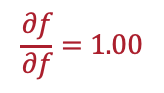 ∂f/∂f = 1.00